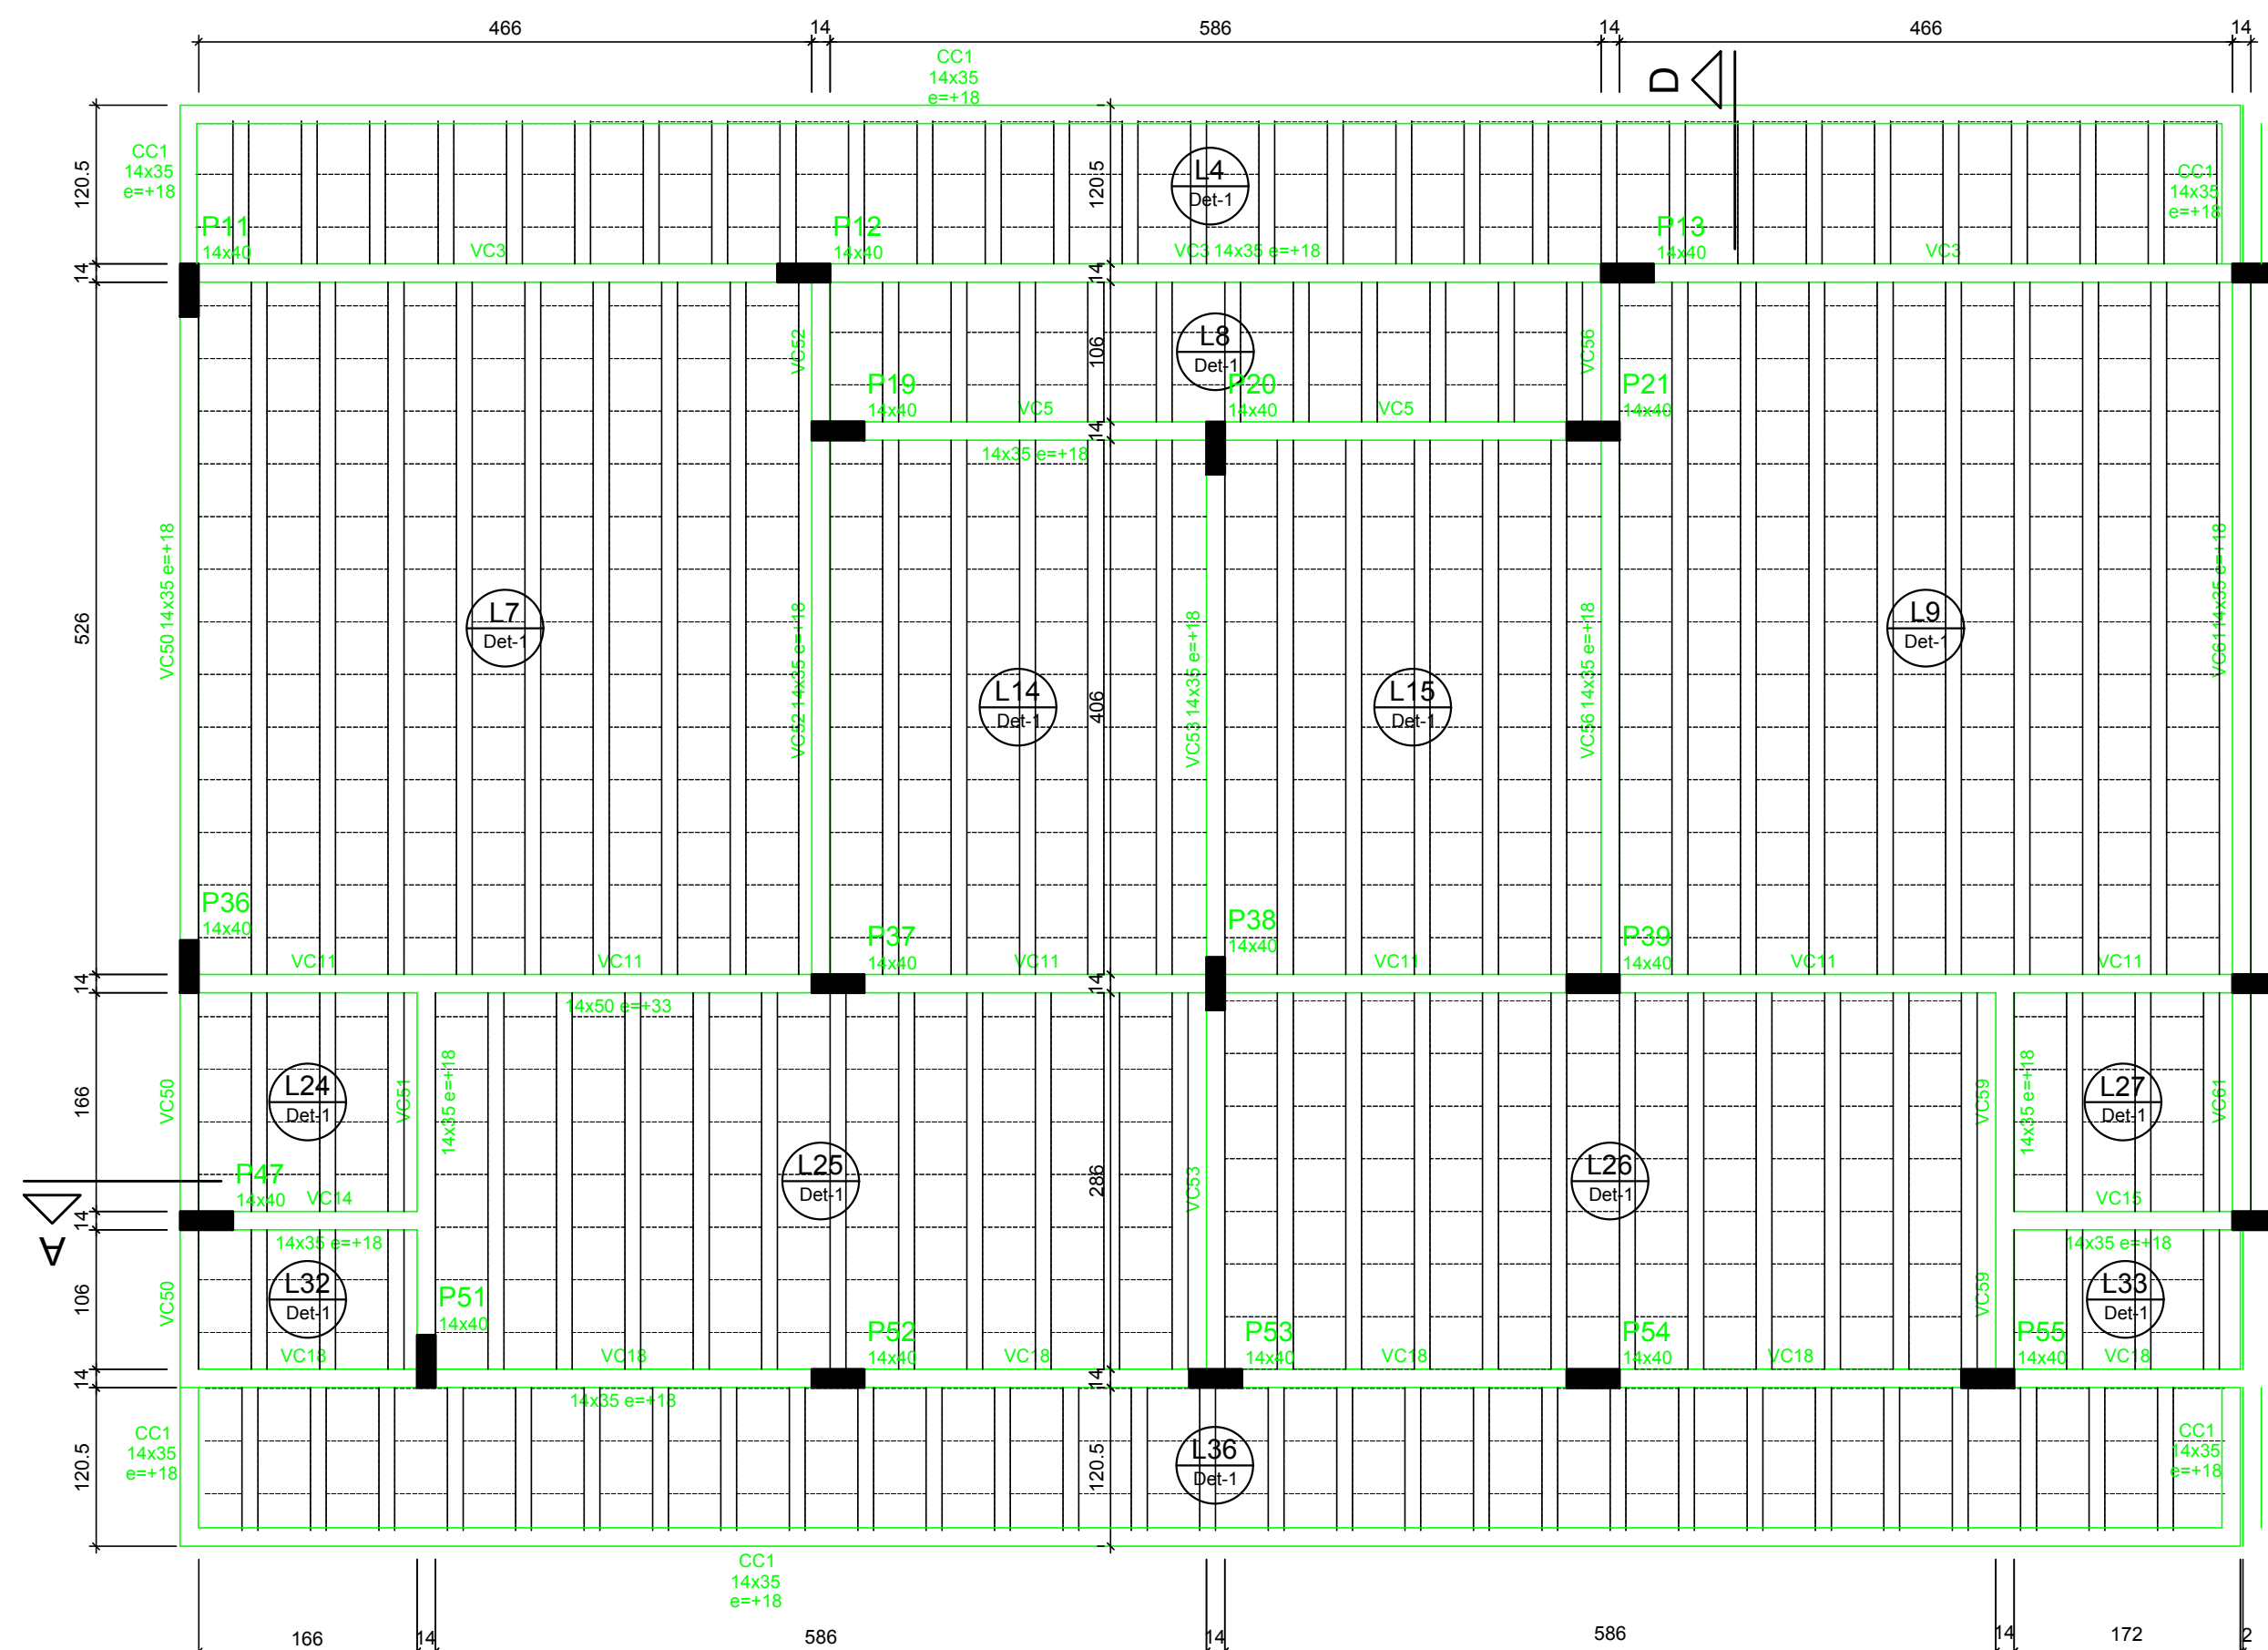 466
14
586
14
466
14
CC1
14x35
e=+18
D
120.5
CC1
14x35
e=+18
120.5
L4
Det-1
CC1
14x35
e=+18
P11
14x40
VC3
P12
14x40
VC3 14x35 e=+18
P13
14x40
VC3
14
14
VC52
106
L8
Det-1
VC56
P19
14x40
VC5
P20
14x40
VC5
P21
14x40
14
14x35 e=+18
526
VC50 14x35 e=+18
L7
Det-1
VC52 14x35 e=+18
L14
Det-1
406
VC53 14x35 e=+18
L15
Det-1
VC56 14x35 e=+18
L9
Det-1
VC61 14x35 e=+18
P36
14x40
VC11
VC11
P37
14x40
VC11
P38
14x40
VC11
P39
14x40
VC11
VC11
14
14
14x50 e=+33
166
VC50
L24
Det-1
VC51
14x35 e=+18
L25
Det-1
286
VC53
L26
Det-1
VC59
14x35 e=+18
L27
Det-1
VC61
P47
14x40
VC14
VC15
14
A
14x35 e=+18
14x35 e=+18
106
VC50
L32
Det-1
VC59
L33
Det-1
P51
14x40
VC18
VC18
P52
14x40
VC18
P53
14x40
VC18
P54
14x40
VC18
P55
14x40
VC18
14
14
14x35 e=+18
120.5
CC1
14x35
e=+18
120.5
L36
Det-1
CC1
14x35
e=+18
CC1
14x35
e=+18
166
14
586
14
586
14
172
2